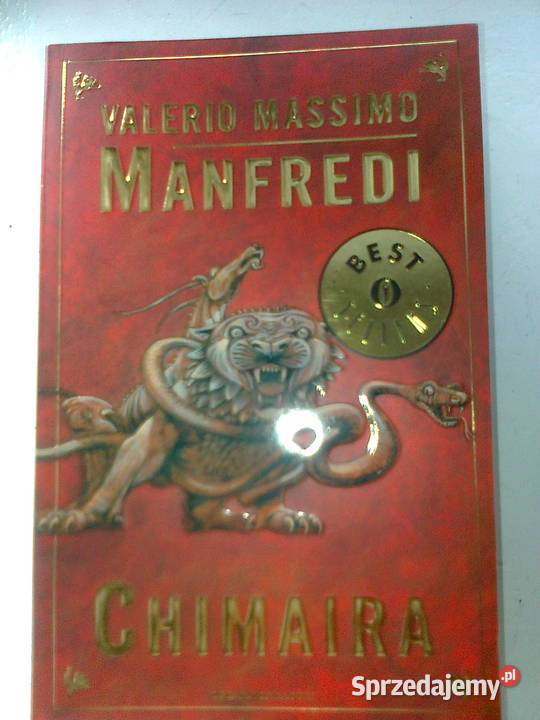 VALERIO MASSIMO
MANFREDI
BEST
CHIMAIRA
Sprzedajemy.pl